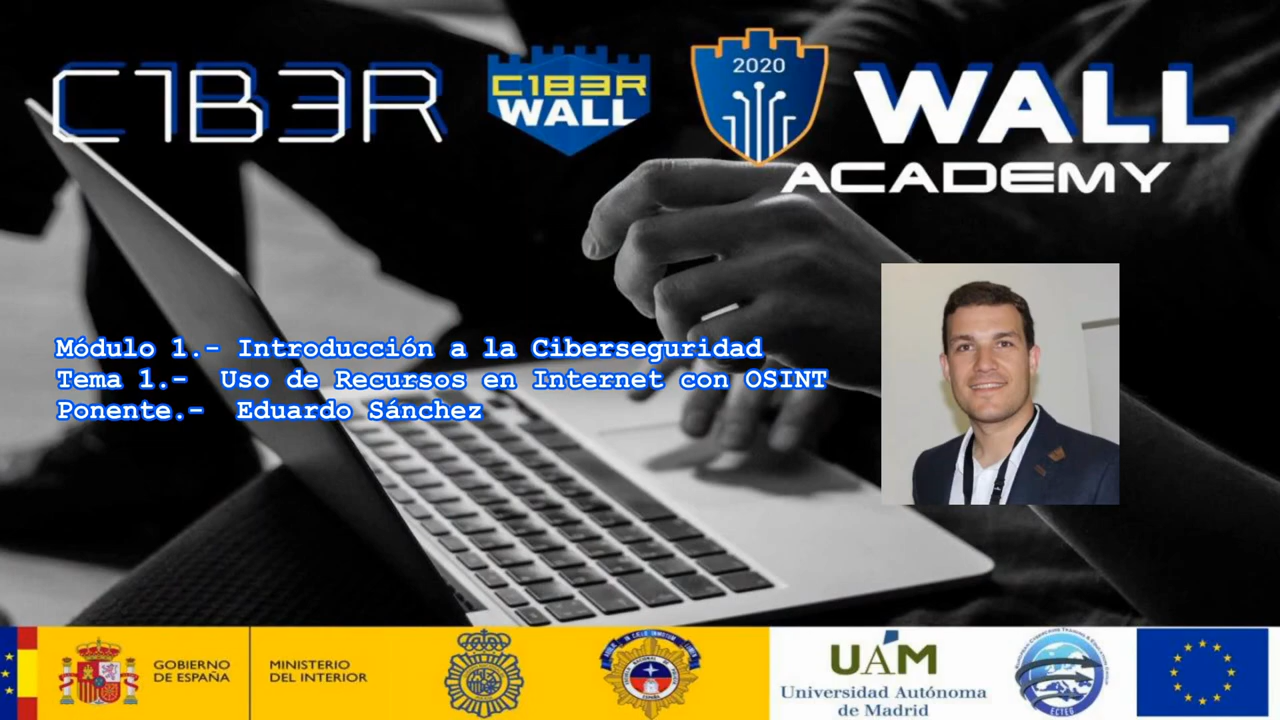 C1B3R
C1B3R
WALL
2020
WALL
ACADEMY
Módulo 1.- Introducción a la Ciberseguridad
Tema 1.- Uso de Recursos en Internet con OSINT
Ponente.- Eduardo Sánchez
GOBIERNO
DE ESPAÑA
MINISTERIO
DEL INTERIOR
UAM
Universidad Autónoma
de Madrid
ECTEG